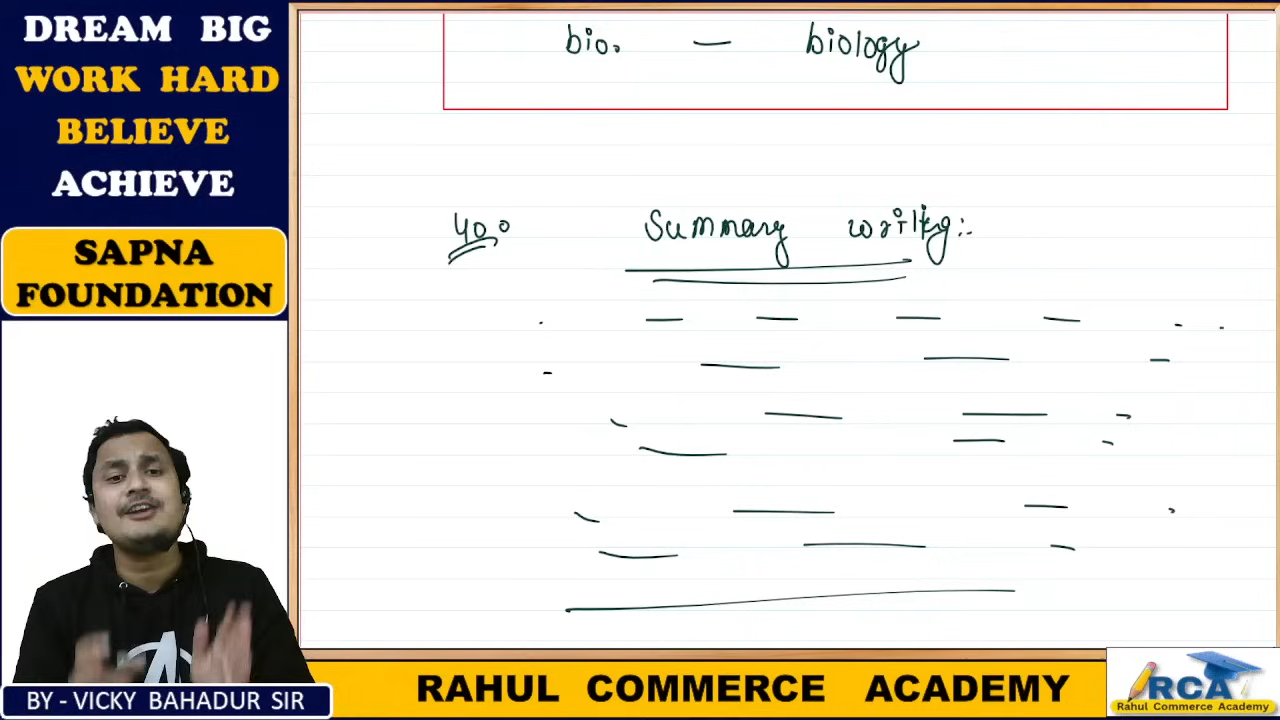 DREAM BIG
WORK HARD
BELIEVE
ACHIEVE
SAPNA
FOUNDATION
bio. — biology
40.
Summary writing:-
BY - VICKY BAHADUR SIR
RAHUL COMMERCE ACADEMY
RCA
Rahul Commerce Academy